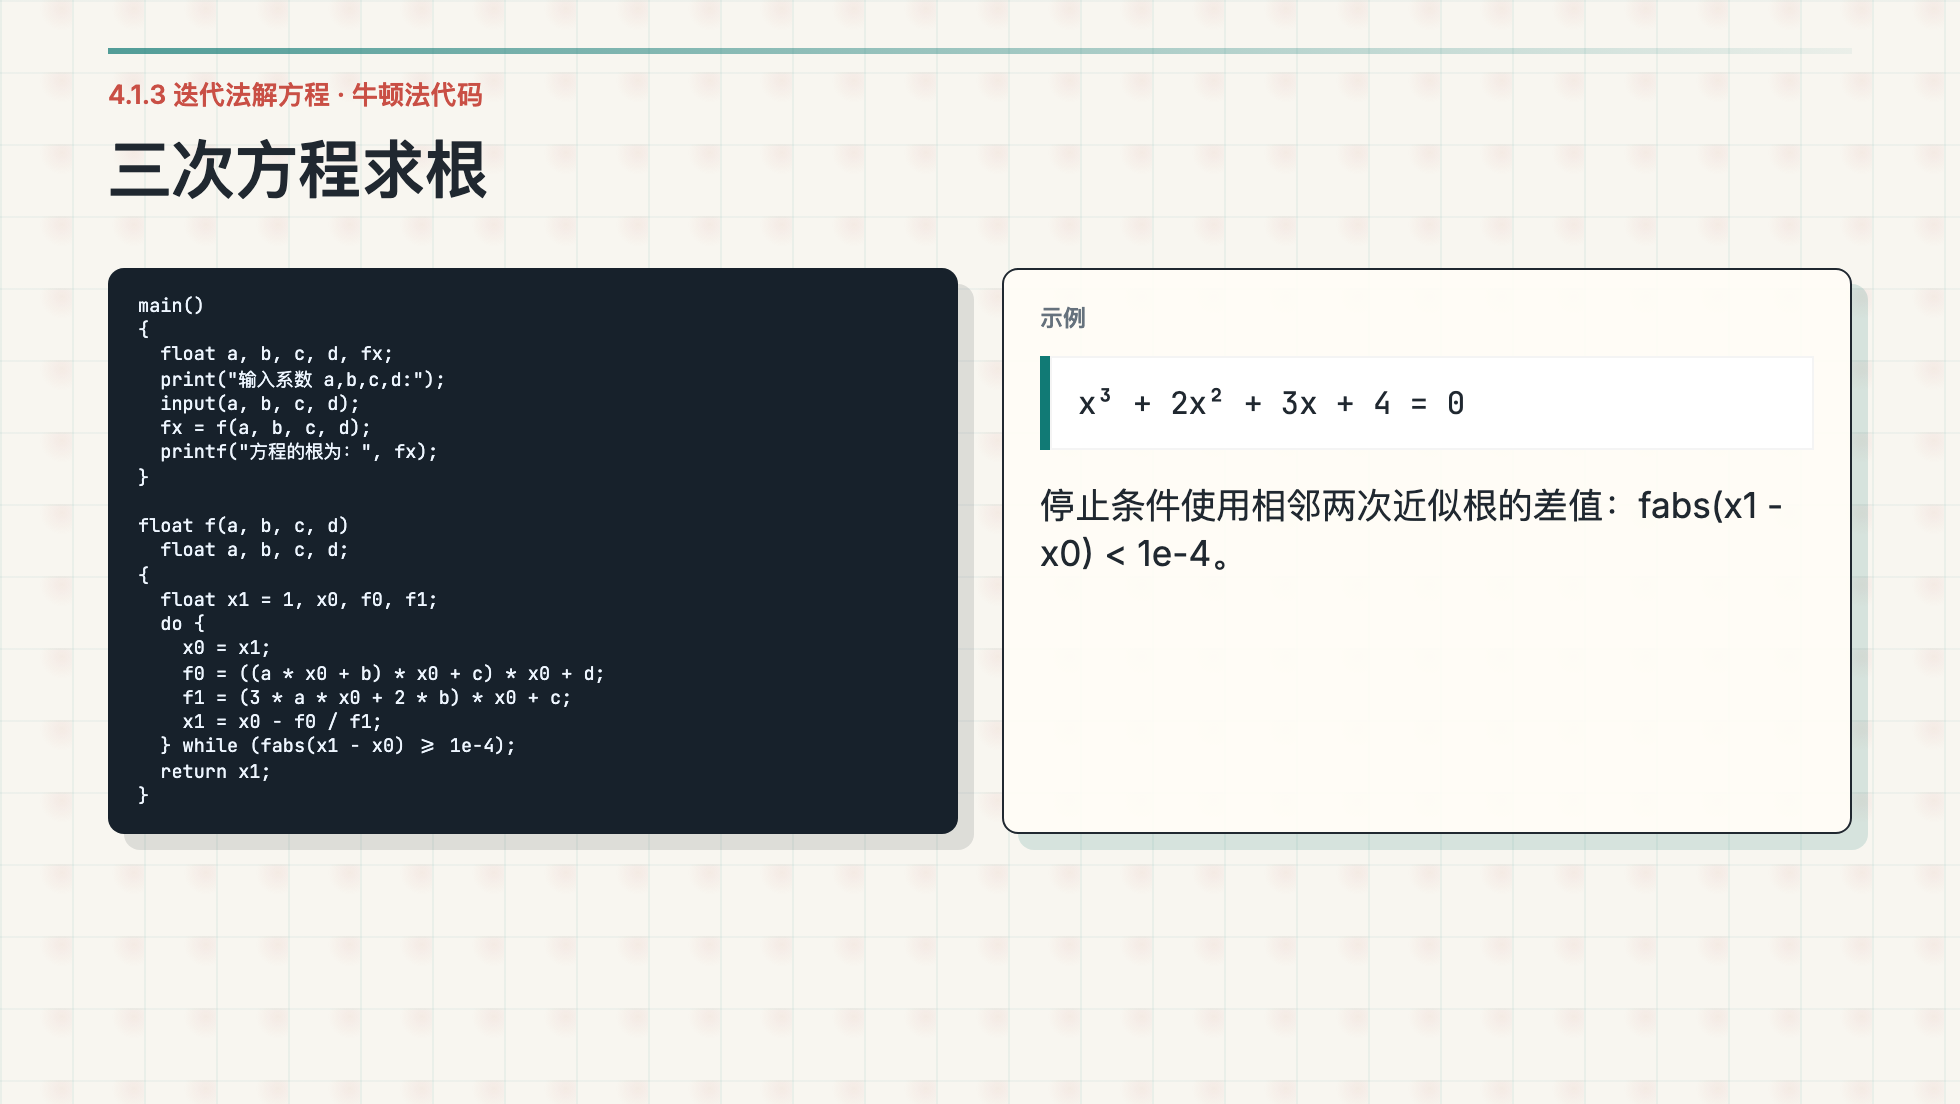 4.1.3 迭代法解方程 · 牛顿法代码
三次方程求根
main()
{
  float a, b, c, d, fx;
  print("输入系数 a,b,c,d:");
  input(a, b, c, d);
  fx = f(a, b, c, d);
  printf("方程的根为：", fx);
}

float f(a, b, c, d)
  float a, b, c, d;
{
  float x1 = 1, x0, f0, f1;
  do {
    x0 = x1;
    f0 = ((a * x0 + b) * x0 + c) * x0 + d;
    f1 = (3 * a * x0 + 2 * b) * x0 + c;
    x1 = x0 - f0 / f1;
  } while (fabs(x1 - x0) >= 1e-4);
  return x1;
}
示例
x³ + 2x² + 3x + 4 = 0
停止条件使用相邻两次近似根的差值：fabs(x1 -
x0) < 1e-4。